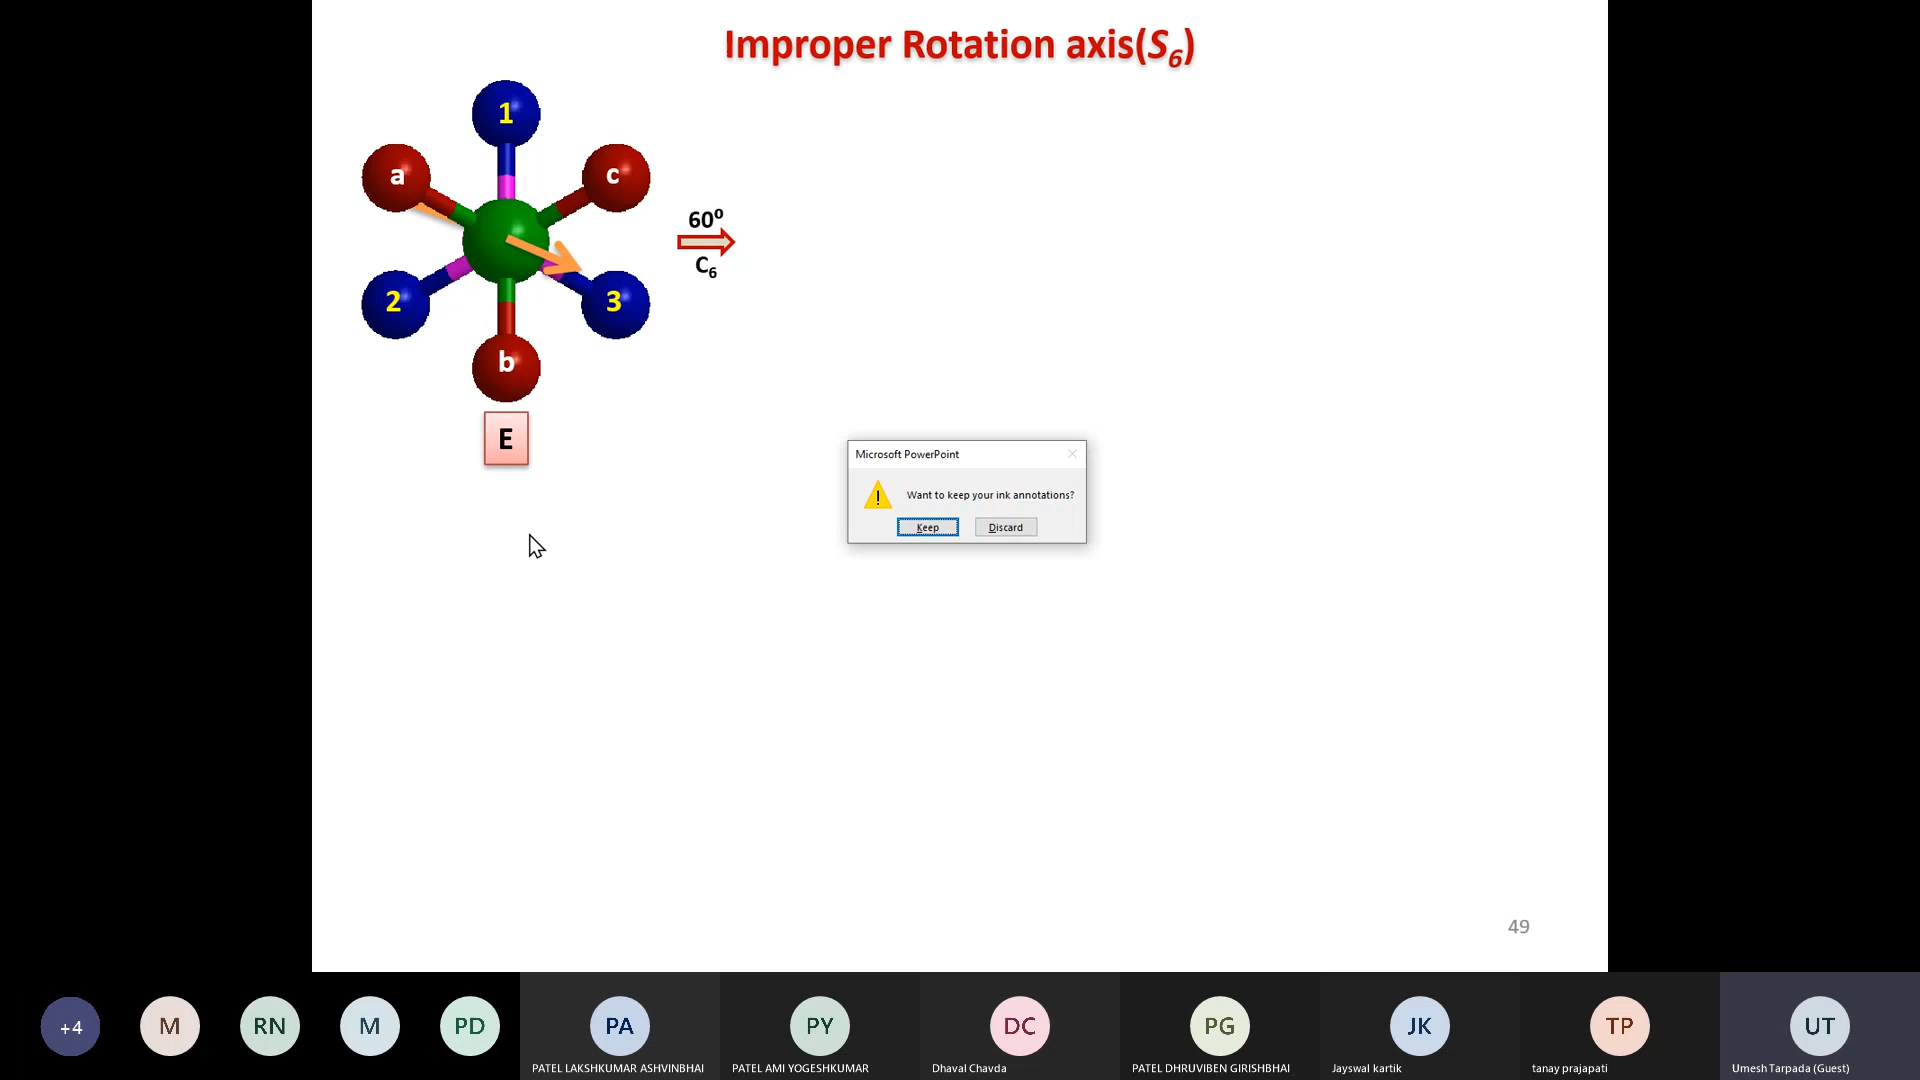 Improper Rotation axis(S6)
1
a
c
60⁰
C6
2
3
b
E
Microsoft PowerPoint
Want to keep your ink annotations?
Keep
Discard
49
+4
M
RN
M
PD
PA
PY
DC
PG
JK
TP
UT
PATEL LAKSHKUMAR ASHVINBHAI
PATEL AMI YOGESHKUMAR
Dhaval Chavda
PATEL DHRUVIBEN GIRISHBHAI
Jayswal kartik
tanay prajapati
Umesh Tarpada (Guest)